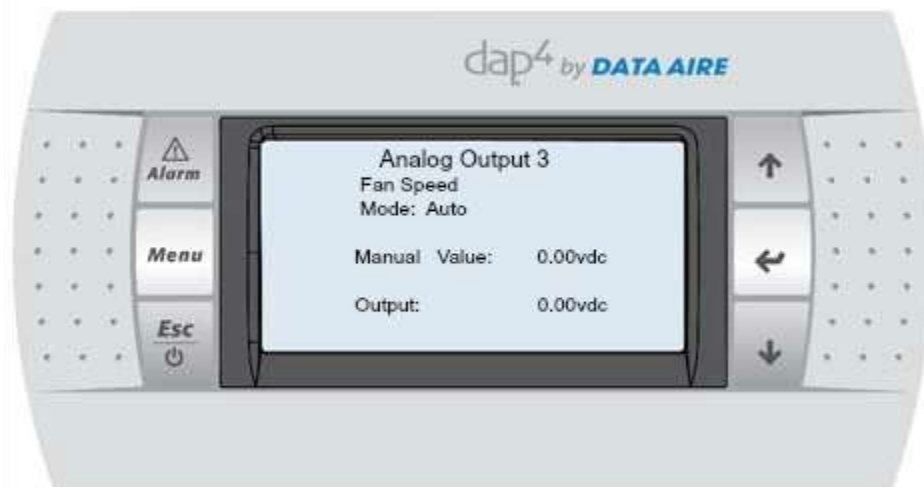 dap4 by DATA AIRE
Alarm
Menu
Esc
Analog Output 3
Fan Speed
Mode: Auto
Manual Value: 0.00vdc
Output: 0.00vdc